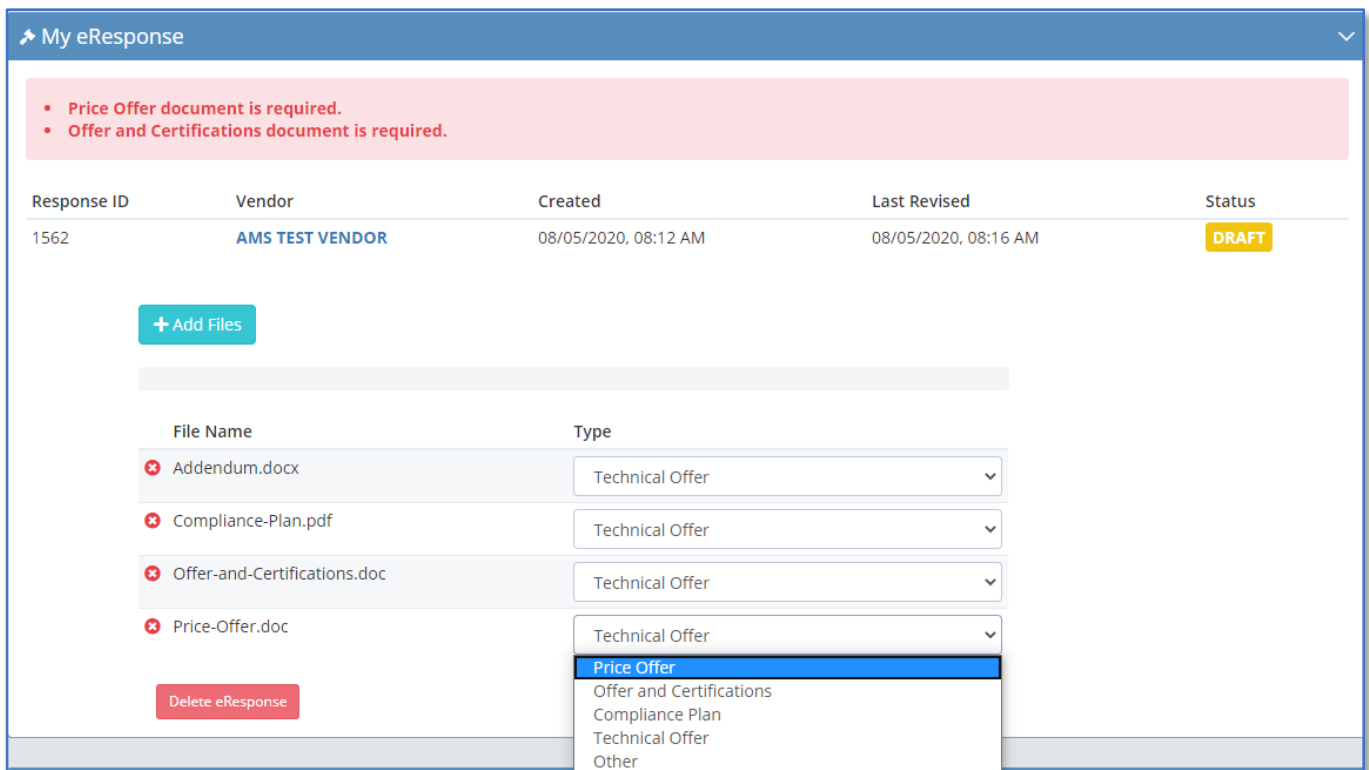 My eResponse
• Price Offer document is required.
• Offer and Certifications document is required.
Response ID Vendor Created Last Revised Status
1562 AMS TEST VENDOR 08/05/2020, 08:12 AM 08/05/2020, 08:16 AM DRAFT
+ Add Files
File Name Type
Addendum.docx Technical Offer
Compliance-Plan.pdf Technical Offer
Offer-and-Certifications.doc Technical Offer
Price-Offer.doc Technical Offer
Price Offer
Offer and Certifications
Delete eResponse
Compliance Plan
Technical Offer
Other